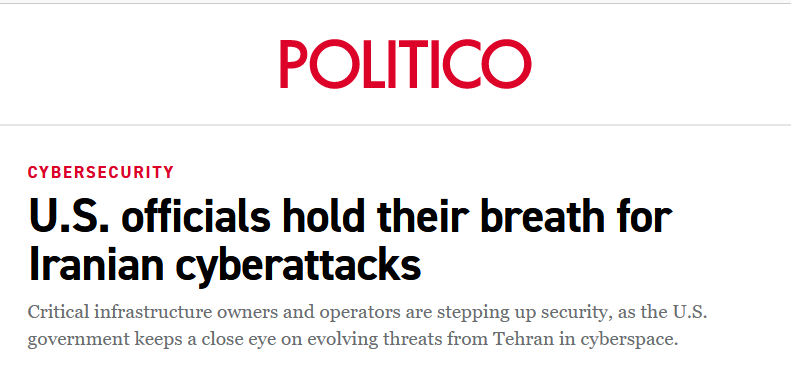 POLITICO
CYBERSECURITY
U.S. officials hold their breath for
Iranian cyberattacks
Critical infrastructure owners and operators are stepping up security, as the U.S.
government keeps a close eye on evolving threats from Tehran in cyberspace.